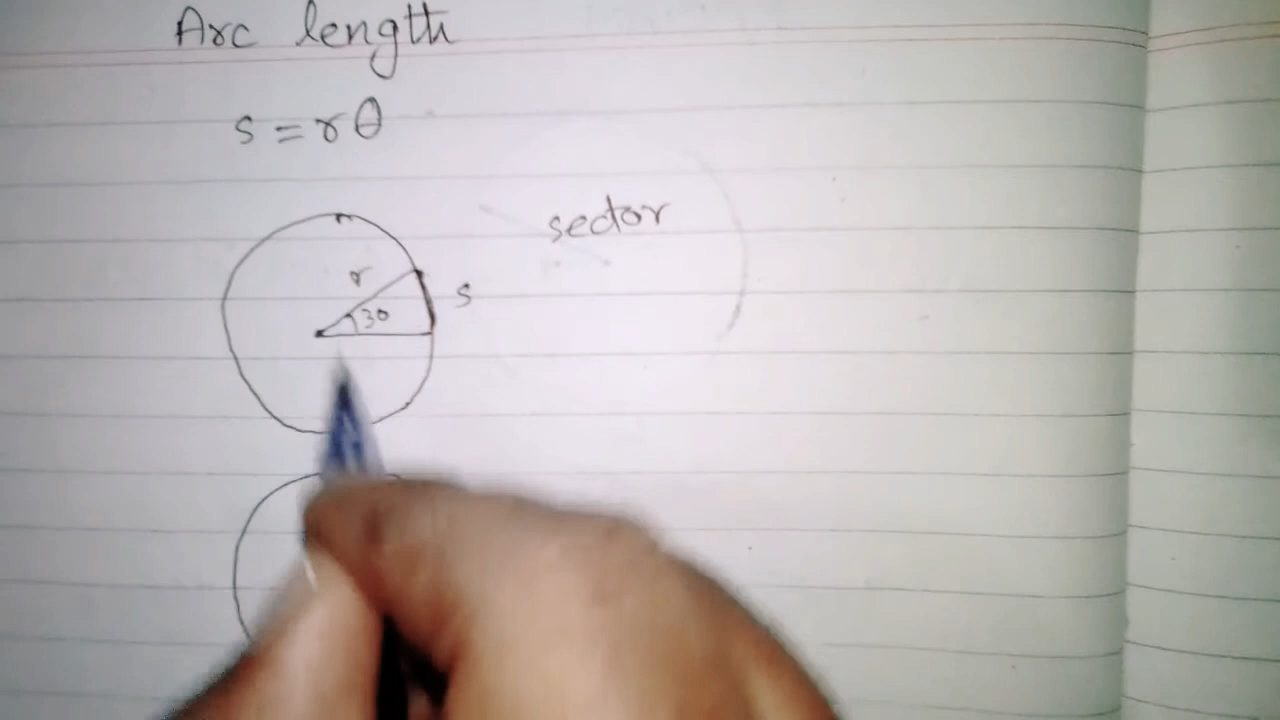 Arc length
s = rθ
sector
r
30
s